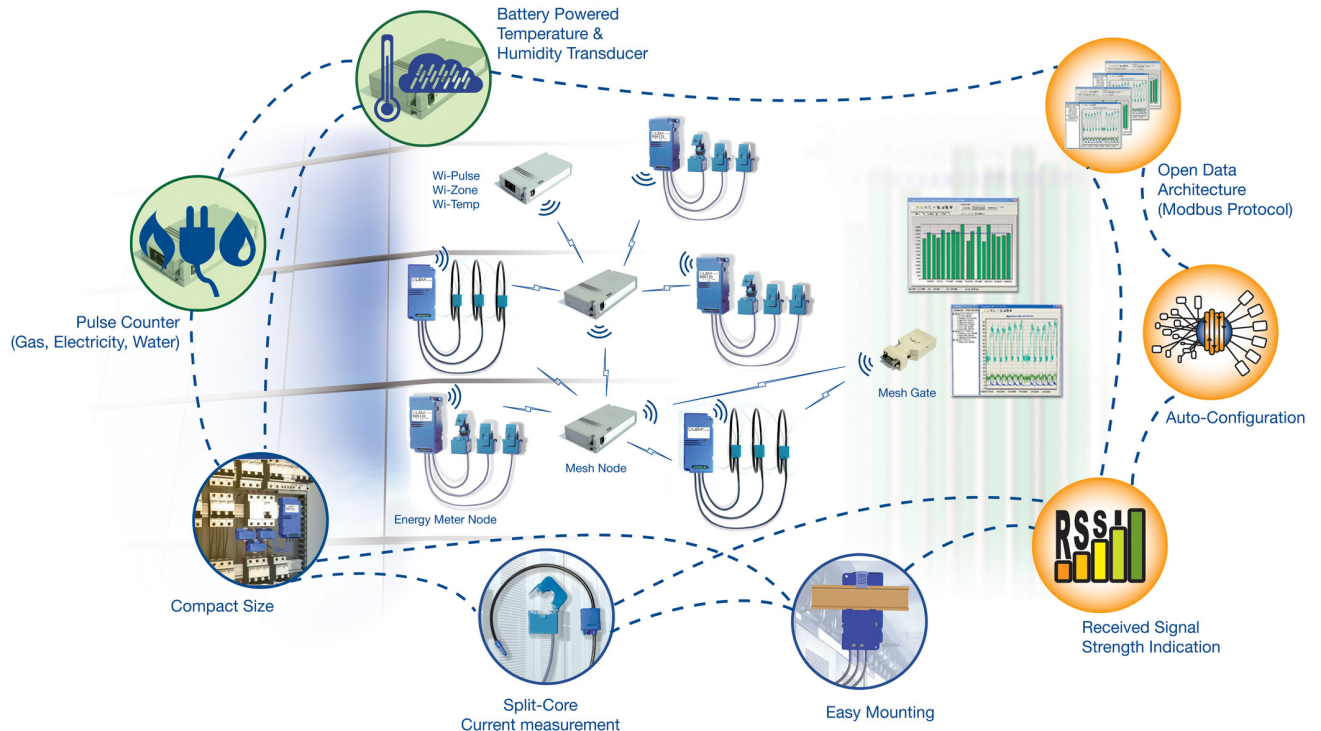 Battery Powered
Temperature &
Humidity Transducer
Wi-Pulse
Wi-Zone
Wi-Temp
Open Data
Architecture
(Modbus Protocol)
Pulse Counter
(Gas, Electricity, Water)
Mesh Gate
Auto-Configuration
Mesh Node
Energy Meter Node
RSSI
Compact Size
Received Signal
Strength Indication
Split-Core
Current measurement
Easy Mounting